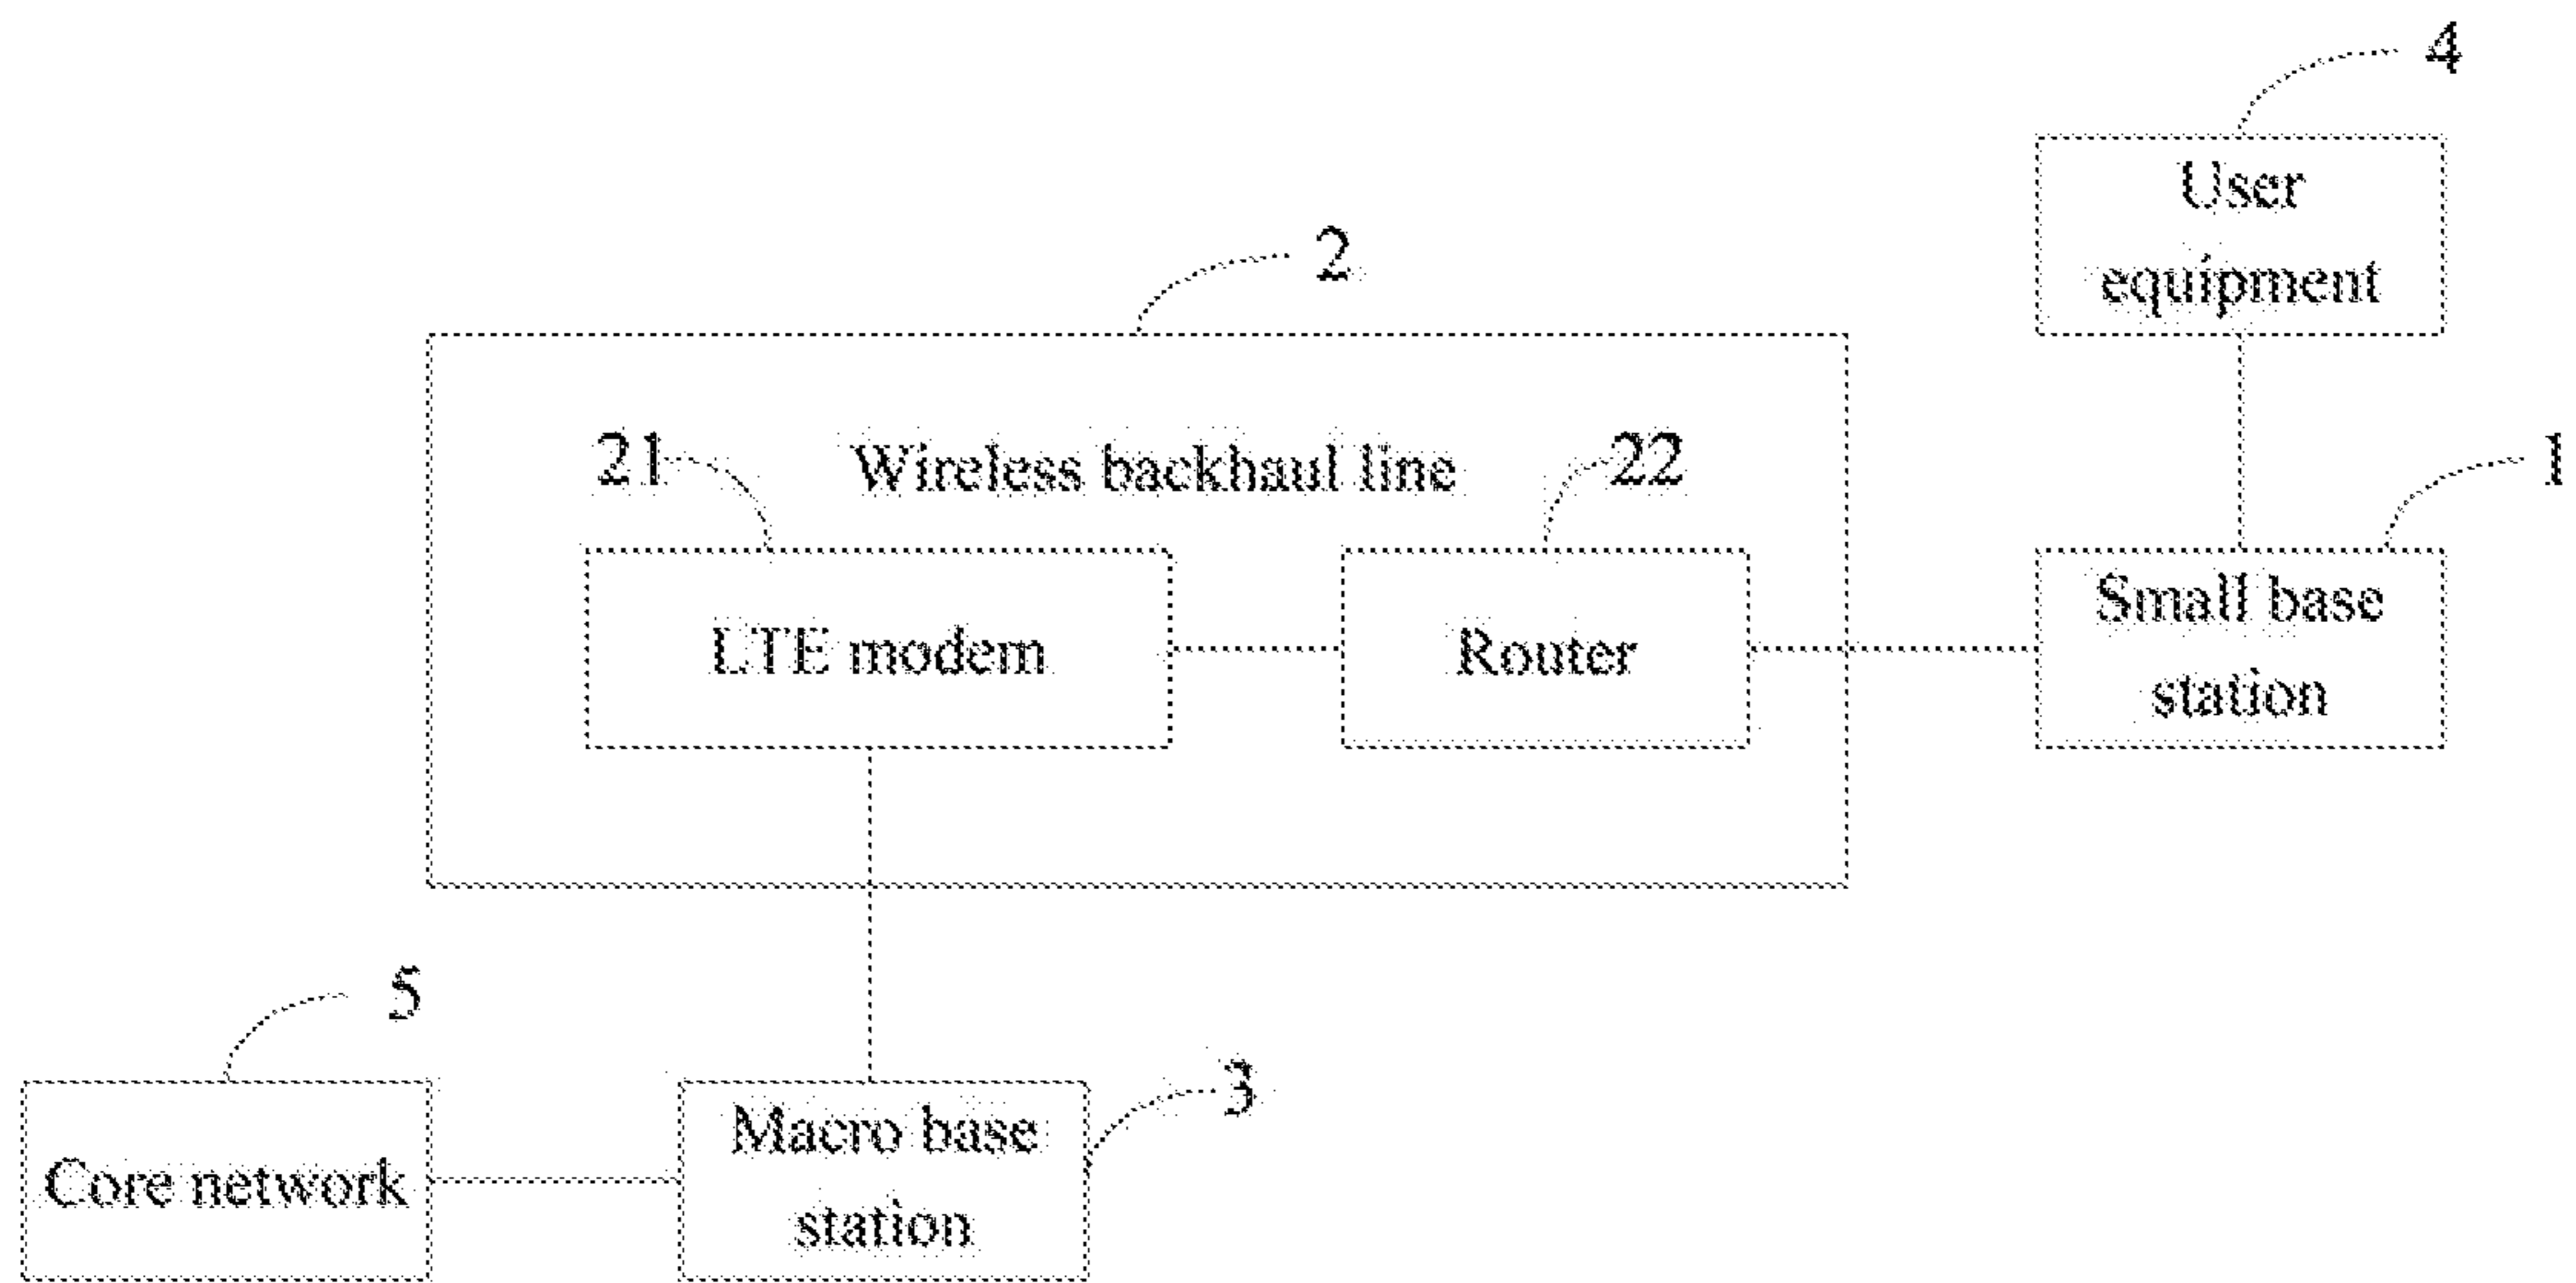 4
User
equipment
2
21
Wireless backhaul line
22
1
LTE modem
Router
Small base
station
5
3
Core network
Macro base
station